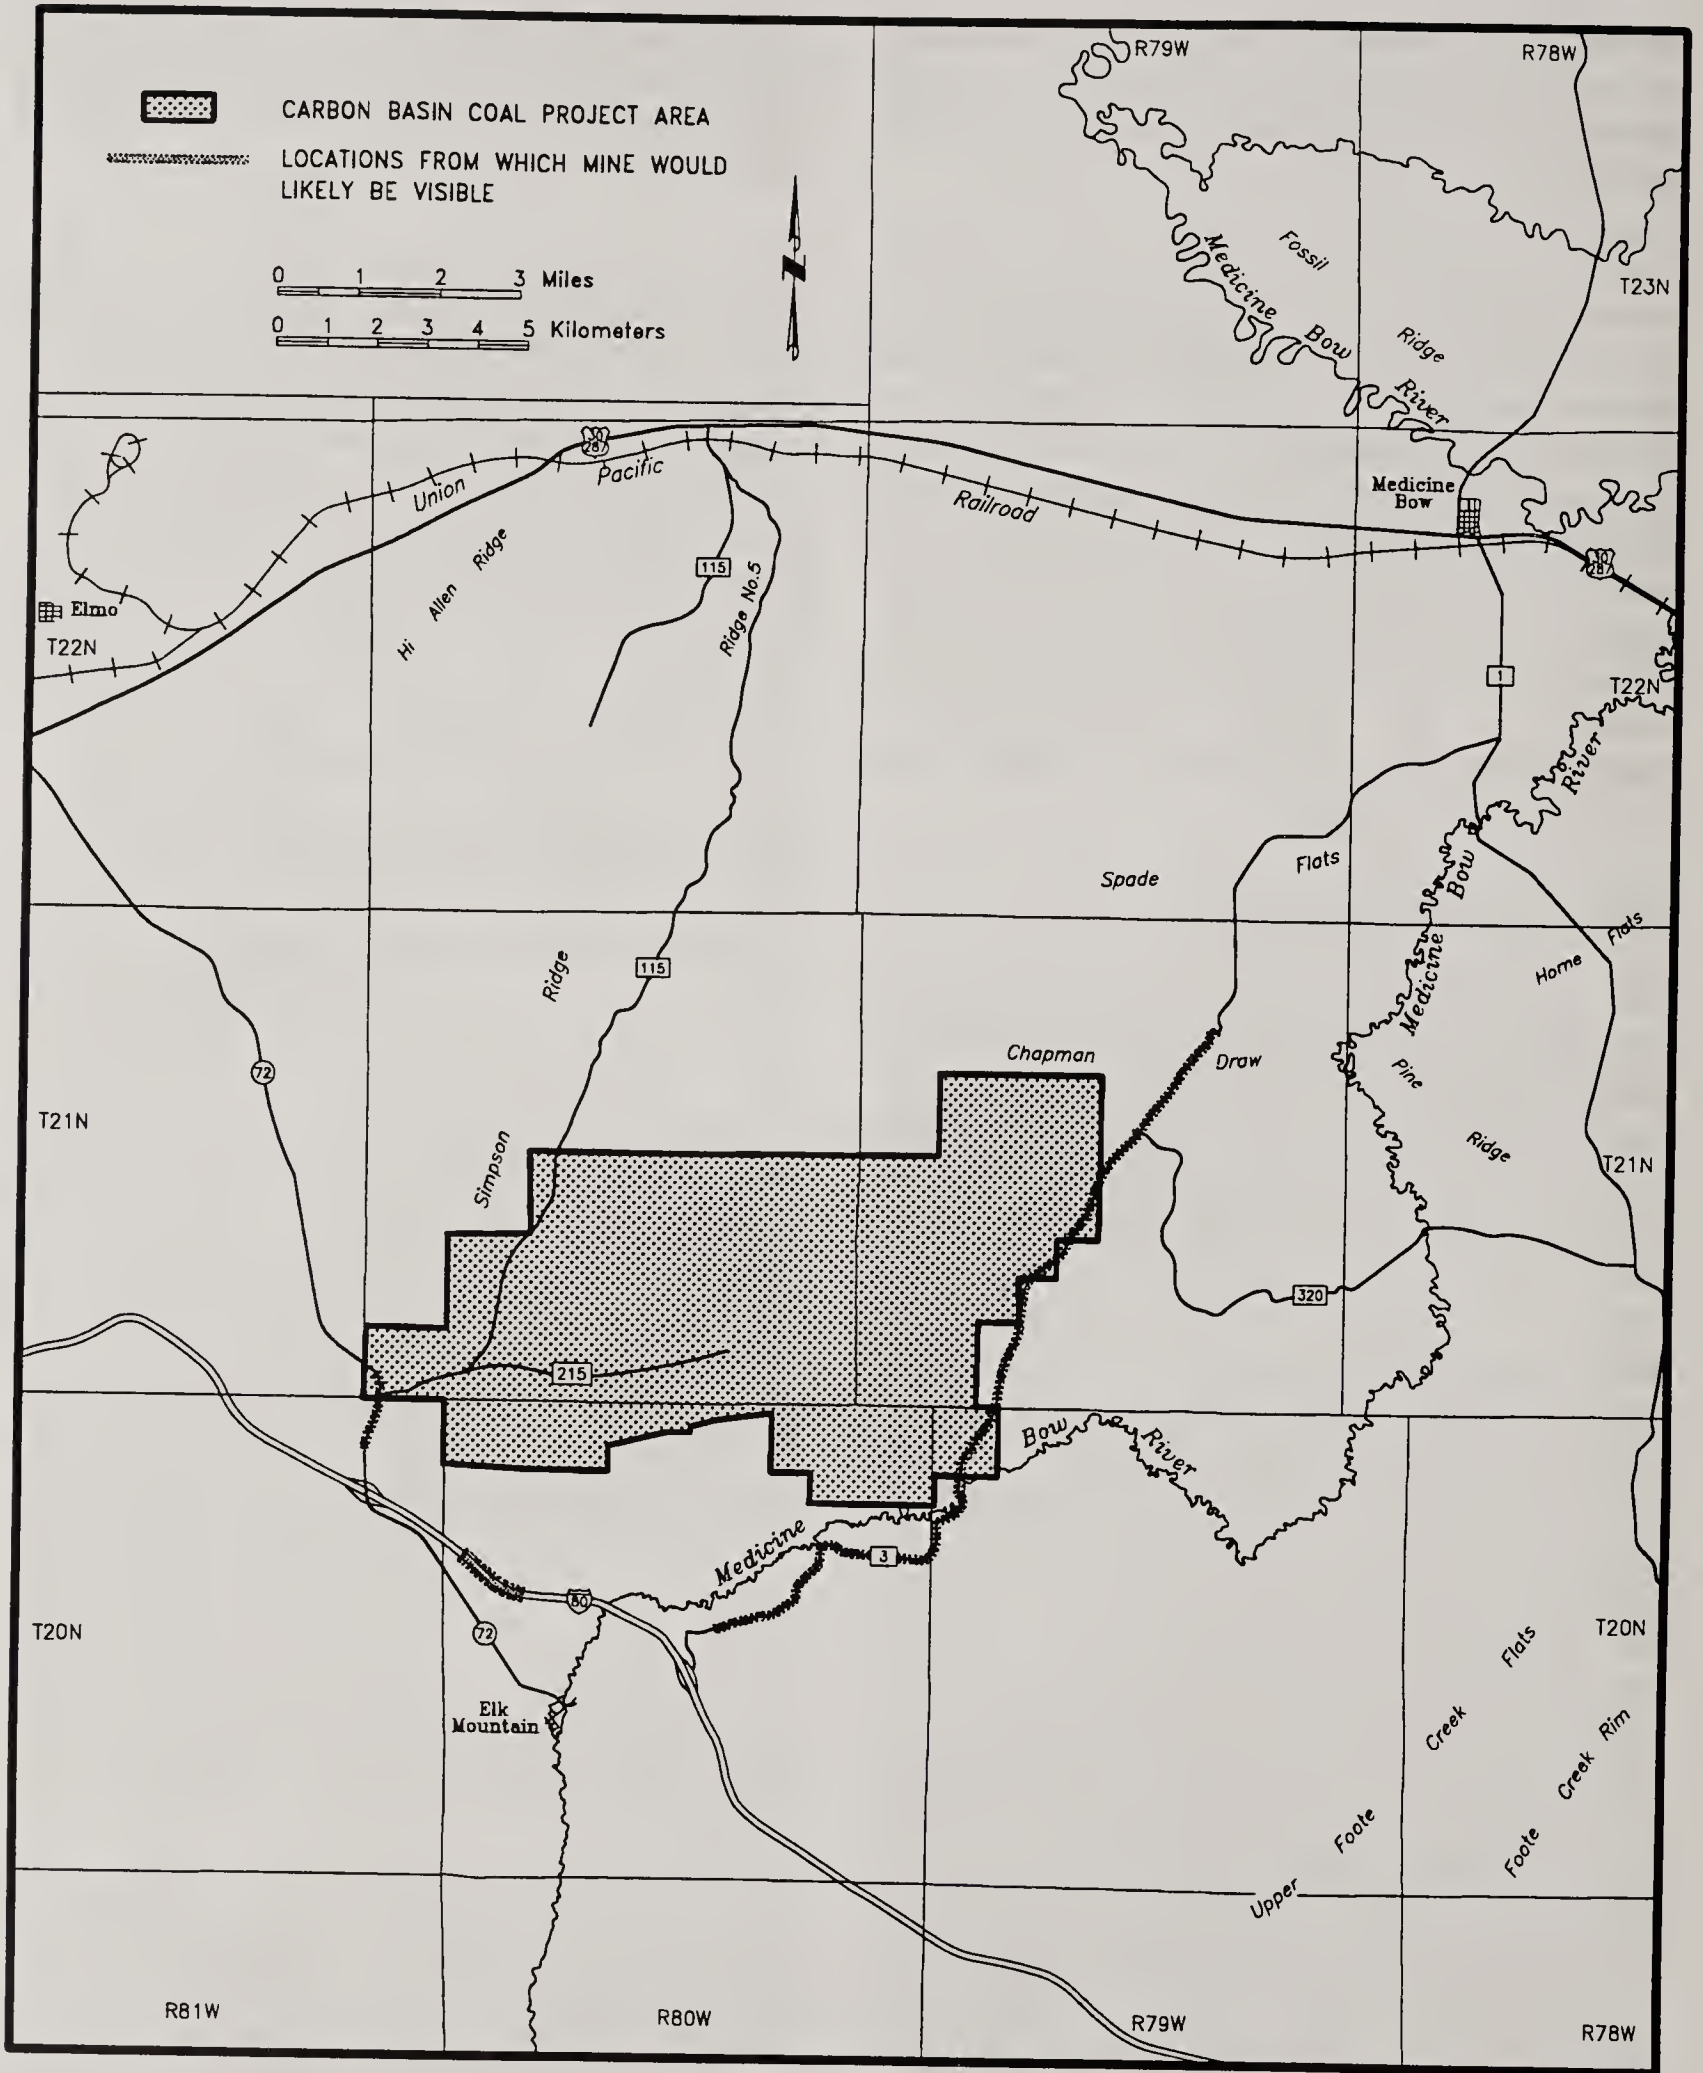 R79W
R78W
CARBON BASIN COAL PROJECT AREA
LOCATIONS FROM WHICH MINE WOULD
LIKELY BE VISIBLE
N
0 1 2 3 Miles
0 1 2 3 4 5 Kilometers
Medicine Bow River
Fossil Ridge
T23N
30
287
Union Pacific Railroad
Medicine
Bow
30
287
Elmo
T22N
Hi Allen Ridge
115
Ridge No.5
1
T22N
Medicine Bow River
Spade Flats
Home Flats
Simpson Ridge
115
72
Chapman Draw
Pine Ridge
T21N
T21N
320
215
Medicine Bow River
3
80
72
T20N
T20N
Elk
Mountain
Upper Foote Creek Flats
Foote Creek Rim
R81W
R80W
R79W
R78W